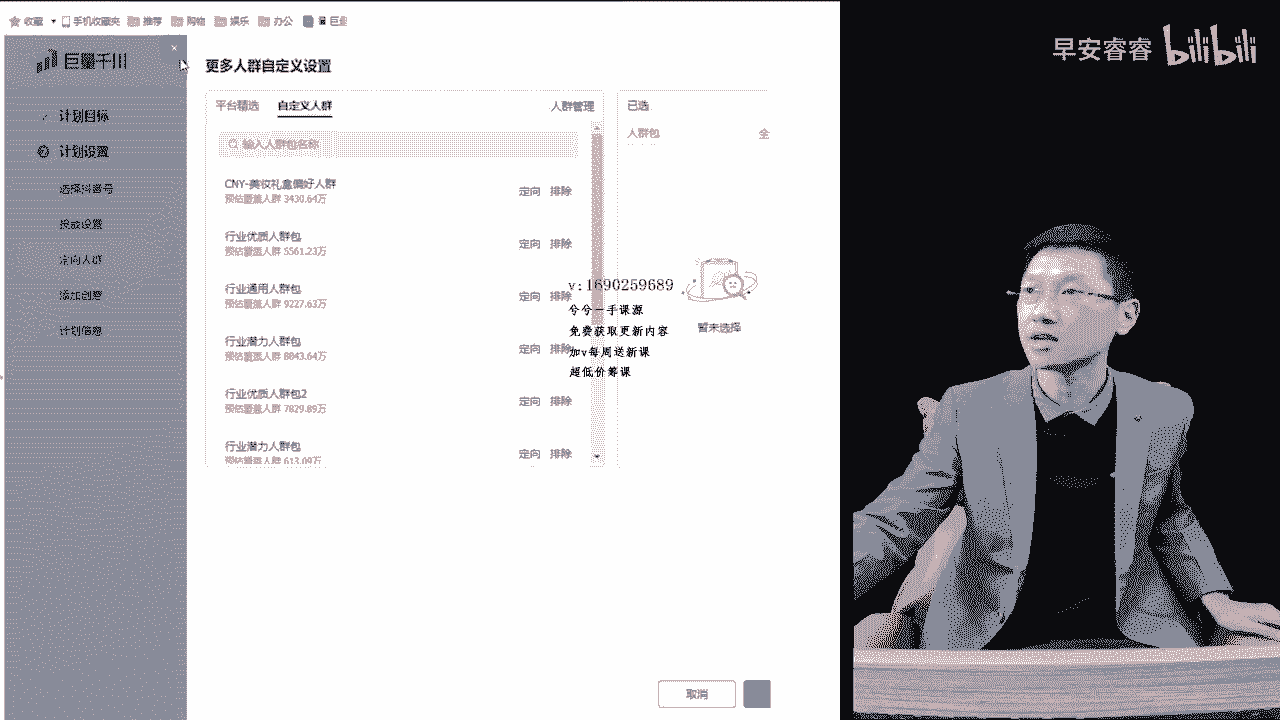 收藏 手机收藏夹 推荐 购物 娱乐 办公 巨量
早安睿睿 bilibili
巨量千川
×
更多人群自定义设置
平台精选 自定义人群 人群管理 已选
计划目标
输入人群包名称
人群包 全
计划设置
CNY-美妆礼盒偏好人群
预估覆盖人群 3430.64万
定向 排除
选择抖音号
投放设置
行业优质人群包
预估覆盖人群 5561.23万
定向 排除
定向人群
行业通用人群包
预估覆盖人群 9227.63万
定向 排除
添加创意
计划信息
行业潜力人群包
预估覆盖人群 8843.64万
定向 排除
行业优质人群包2
预估覆盖人群 7829.89万
定向 排除
行业潜力人群包
预估覆盖人群 613.69万
定向 排除
v:1690259689
兮兮一手课源
免费获取更新内容
加v每周送新课
超低价筹课
暂未选择
取消